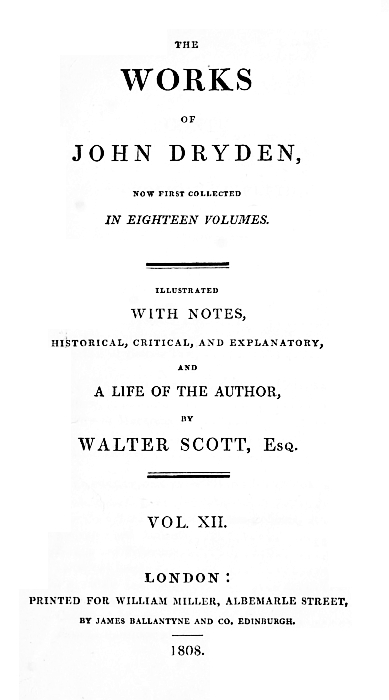 THE
WORKS
OF
JOHN DRYDEN,
NOW FIRST COLLECTED
IN EIGHTEEN VOLUMES.
ILLUSTRATED
WITH NOTES,
HISTORICAL, CRITICAL, AND EXPLANATORY,
AND
A LIFE OF THE AUTHOR,
BY
WALTER SCOTT, Esq.
VOL. XII.
LONDON:
PRINTED FOR WILLIAM MILLER, ALBEMARLE STREET,
BY JAMES BALLANTYNE AND CO. EDINBURGH.
1808.